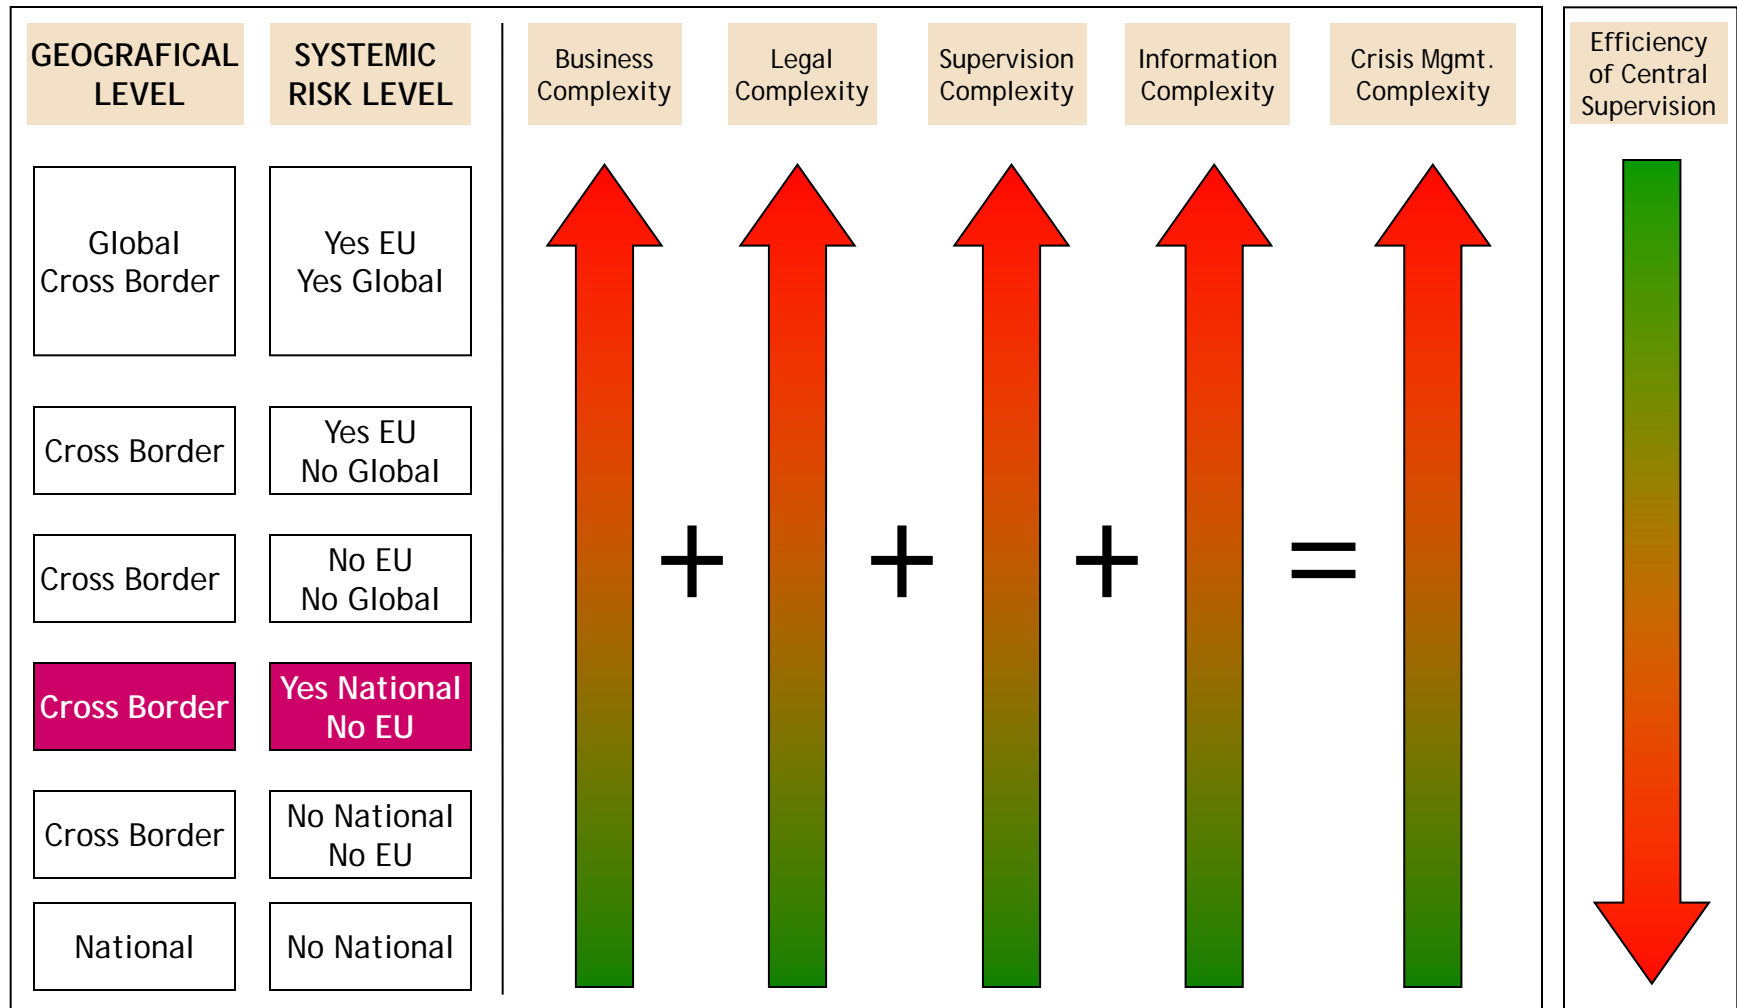 GEOGRAFICAL
LEVEL
SYSTEMIC
RISK LEVEL
Business
Complexity
Legal
Complexity
Supervision
Complexity
Information
Complexity
Crisis Mgmt.
Complexity
Efficiency
of Central
Supervision
Global
Cross Border
Yes EU
Yes Global
Cross Border
Yes EU
No Global
Cross Border
No EU
No Global
+
+
+
=
Cross Border
Yes National
No EU
Cross Border
No National
No EU
National
No National